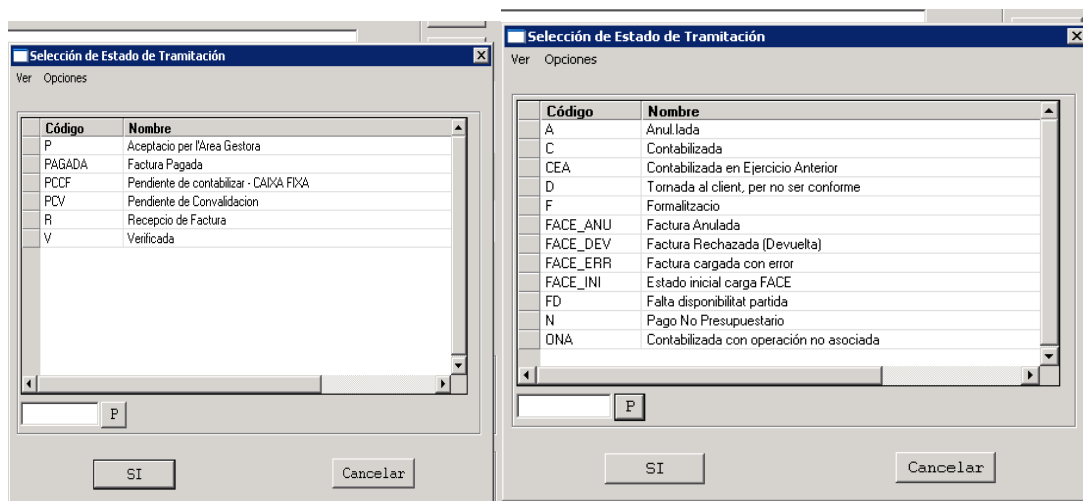 Selección de Estado de Tramitación
Ver Opciones
Código Nombre
P Aceptacio per l'Area Gestora
PAGADA Factura Pagada
PCCF Pendiente de contabilizar - CAIXA FIXA
PCV Pendiente de Convalidacion
R Recepcio de Factura
V Verificada
P
SI Cancelar
Selección de Estado de Tramitación
Ver Opciones
Código Nombre
A Anul.lada
C Contabilizada
CEA Contabilizada en Ejercicio Anterior
D Tornada al client, per no ser conforme
F Formalitzacio
FACE_ANU Factura Anulada
FACE_DEV Factura Rechazada (Devuelta)
FACE_ERR Factura cargada con error
FACE_INI Estado inicial carga FACE
FD Falta disponibilitat partida
N Pago No Presupuestario
ONA Contabilizada con operación no asociada
P
SI Cancelar